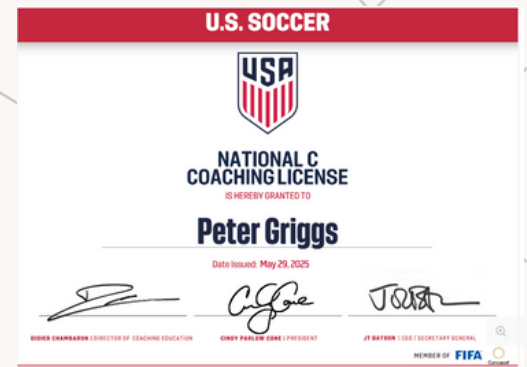 U.S. SOCCER
USA
NATIONAL C
COACHING LICENSE
IS HEREBY GRANTED TO
Peter Griggs
Date Issued: May 29, 2025
DIDIER CHAMBARON | DIRECTOR OF COACHING EDUCATION
CINDY PARLOW CONE | PRESIDENT
JT BATSON | CEO / SECRETARY GENERAL
MEMBER OF FIFA
Concacaf